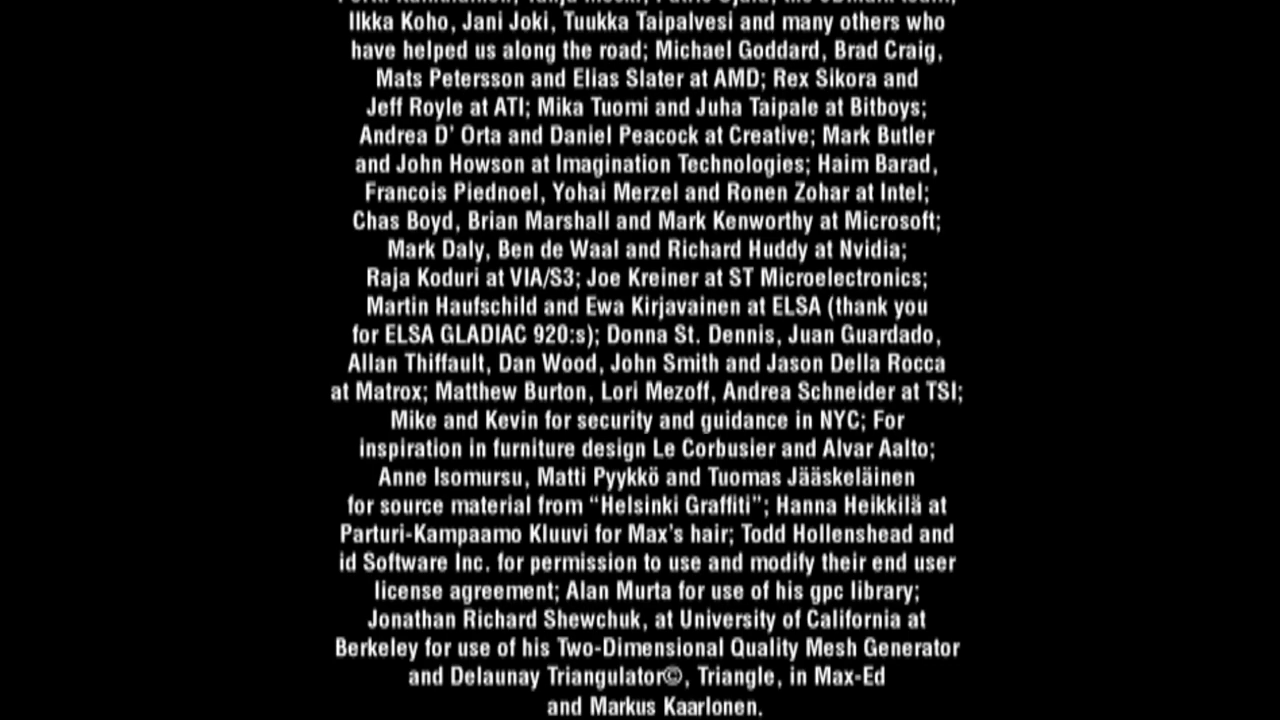 Ilkka Koho, Jani Joki, Tuukka Taipalvesi and many others who
have helped us along the road; Michael Goddard, Brad Craig,
Mats Petersson and Elias Slater at AMD; Rex Sikora and
Jeff Royle at ATI; Mika Tuomi and Juha Taipale at Bitboys;
Andrea D' Orta and Daniel Peacock at Creative; Mark Butler
and John Howson at Imagination Technologies; Haim Barad,
Francois Piednoel, Yohai Merzel and Ronen Zohar at Intel;
Chas Boyd, Brian Marshall and Mark Kenworthy at Microsoft;
Mark Daly, Ben de Waal and Richard Huddy at Nvidia;
Raja Koduri at VIA/S3; Joe Kreiner at ST Microelectronics;
Martin Haufschild and Ewa Kirjavainen at ELSA (thank you
for ELSA GLADIAC 920:s); Donna St. Dennis, Juan Guardado,
Allan Thiffault, Dan Wood, John Smith and Jason Della Rocca
at Matrox; Matthew Burton, Lori Mezoff, Andrea Schneider at TSI;
Mike and Kevin for security and guidance in NYC; For
inspiration in furniture design Le Corbusier and Alvar Aalto;
Anne Isomursu, Matti Pyykkö and Tuomas Jääskeläinen
for source material from “Helsinki Graffiti”; Hanna Heikkilä at
Parturi-Kampaamo Kluuvi for Max's hair; Todd Hollenshead and
id Software Inc. for permission to use and modify their end user
license agreement; Alan Murta for use of his gpc library;
Jonathan Richard Shewchuk, at University of California at
Berkeley for use of his Two-Dimensional Quality Mesh Generator
and Delaunay Triangulator©, Triangle, in Max-Ed
and Markus Kaarlonen.